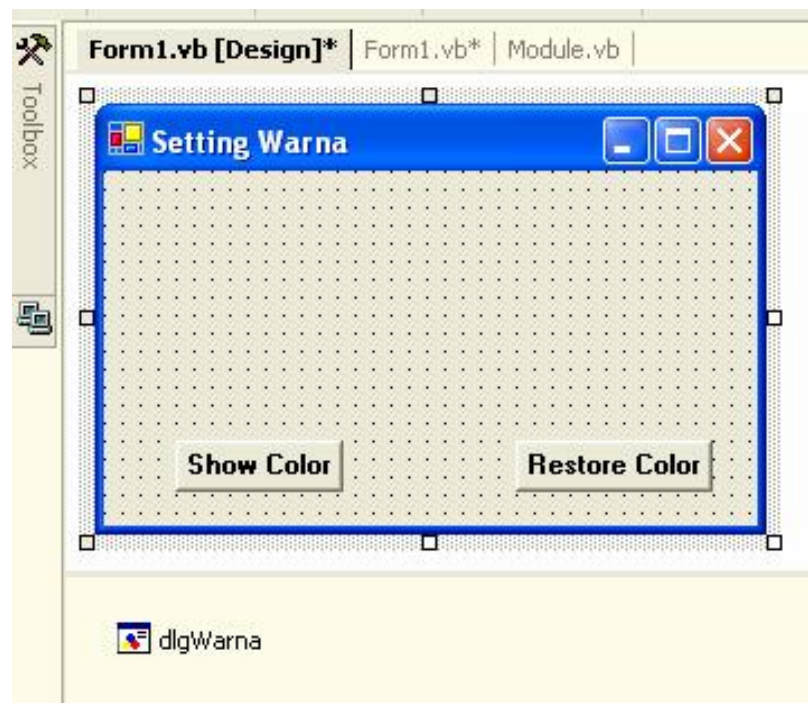 Form1.vb [Design]* Form1.vb* Module.vb
Toolbox
Setting Warna
Show Color Restore Color
dlgWarna